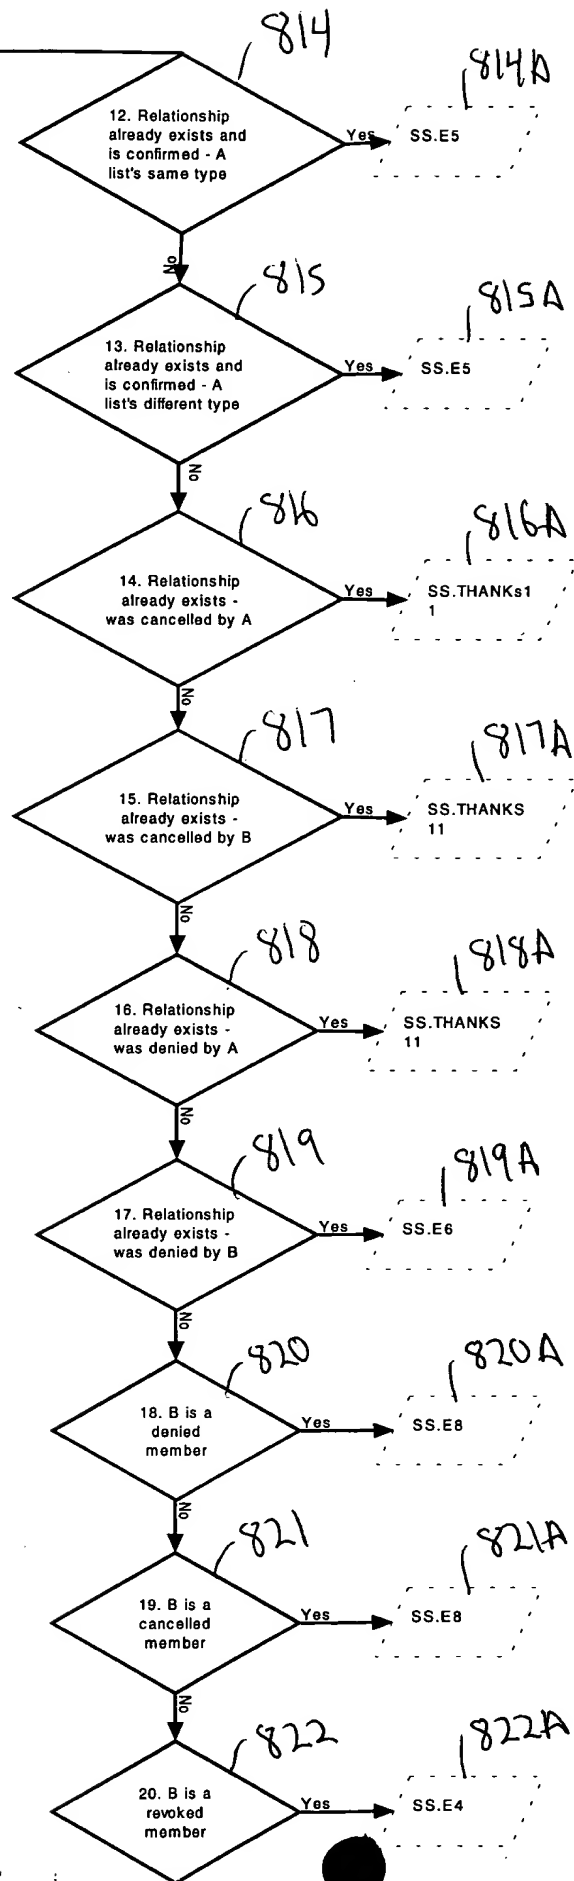 814
814A
12. Relationship
already exists and
is confirmed - A
list's same type
Yes
SS.E5
No
815
815A
13. Relationship
already exists and
is confirmed - A
list's different type
Yes
SS.E5
No
816
816A
14. Relationship
already exists -
was cancelled by A
Yes
SS.THANKs1
1
No
817
817A
15. Relationship
already exists -
was cancelled by B
Yes
SS.THANKS
11
No
818
818A
16. Relationship
already exists -
was denied by A
Yes
SS.THANKS
11
No
819
819A
17. Relationship
already exists -
was denied by B
Yes
SS.E6
No
820
820A
18. B is a
denied
member
Yes
SS.E8
No
821
821A
19. B is a
cancelled
member
Yes
SS.E8
No
822
822A
20. B is a
revoked
member
Yes
SS.E4